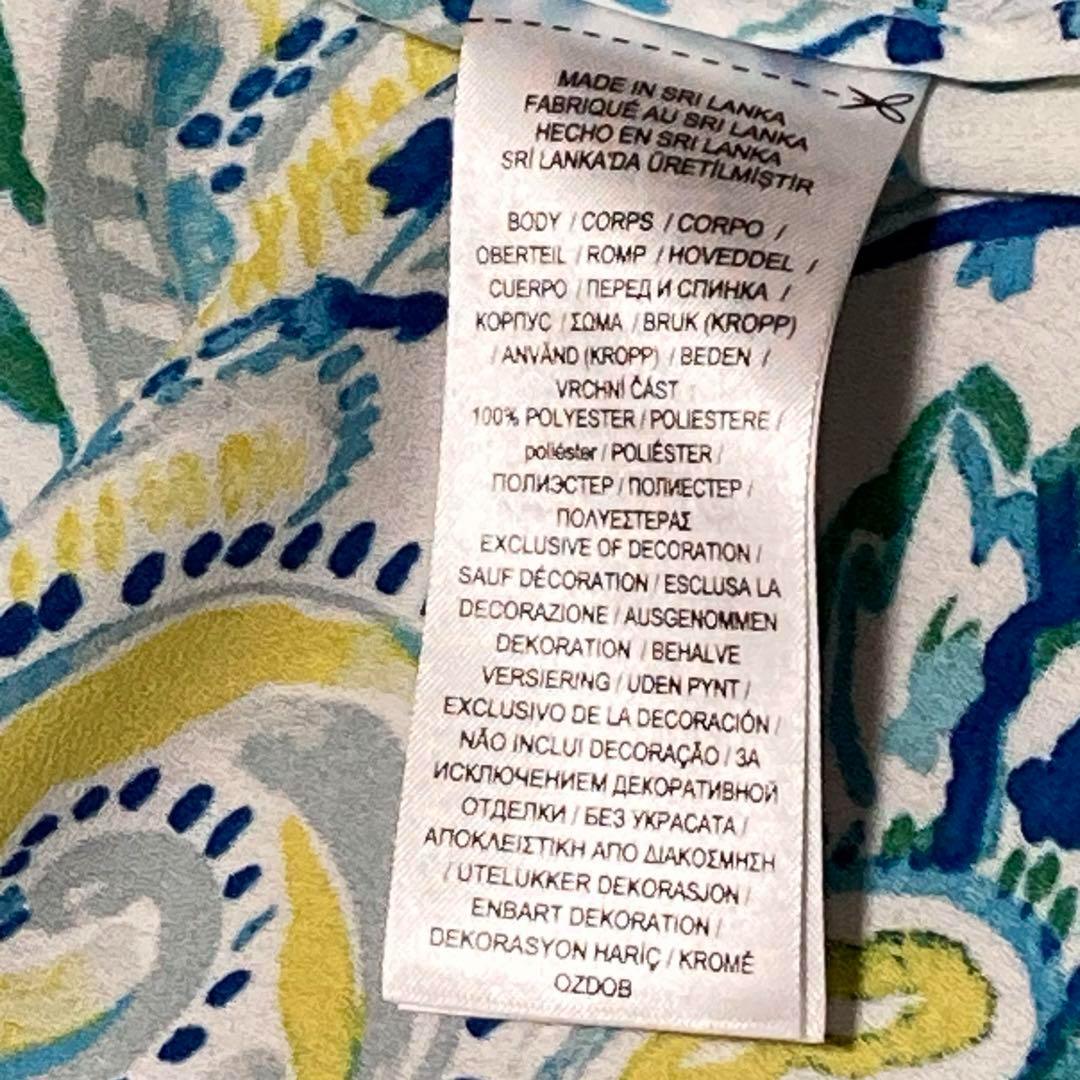 MADE IN SRI LANKA
FABRIQUÉ AU SRI LANKA
HECHO EN SRI LANKA
SRİ LANKA'DA ÜRETİLMİŞTİR
BODY / CORPS / CORPO /
OBERTEIL / ROMP / HOVEDDEL /
CUERPO / ПЕРЕД И СПИНКА /
КОРПУС / ΣΩΜΑ / BRUK (KROPP)
/ ANVÄND (KROPP) / BEDEN /
VRCHNÍ ČÁST
100% POLYESTER / POLIESTERE /
poliéster / POLIÉSTER /
ПОЛИЭСТЕР / ПОЛИЕСТЕР /
ΠΟΛΥΕΣΤΕΡΑΣ
EXCLUSIVE OF DECORATION /
SAUF DÉCORATION / ESCLUSA LA
DECORAZIONE / AUSGENOMMEN
DEKORATION / BEHALVE
VERSIERING / UDEN PYNT /
EXCLUSIVO DE LA DECORACIÓN /
NÃO INCLUI DECORAÇÃO / ЗА
ИСКЛЮЧЕНИЕМ ДЕКОРАТИВНОЙ
ОТДЕЛКИ / БЕЗ УКРАСАТА /
ΑΠΟΚΛΕΙΣΤΙΚΗ ΑΠΟ ΔΙΑΚΟΣΜΗΣΗ
/ UTELUKKER DEKORASJON /
ENBART DEKORATION /
DEKORASYON HARİÇ / KROMĚ
OZDOB